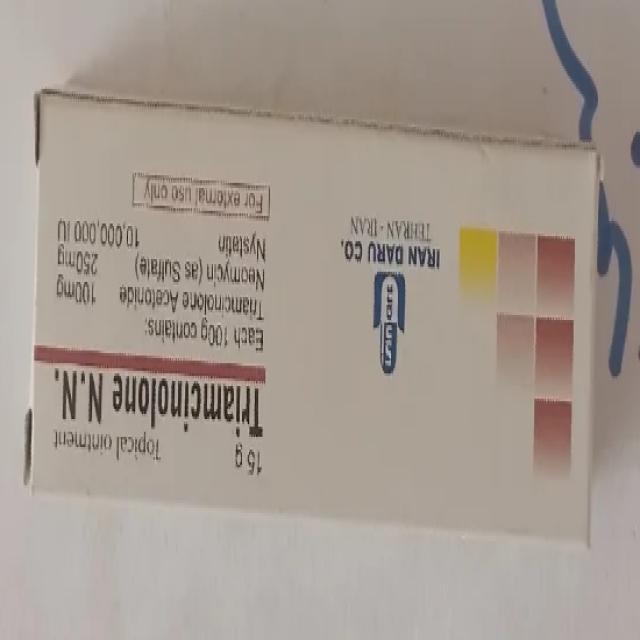 15 g
Topical ointment
Triamcinolone N.N.
Each 100g contains:
Triamcinolone Acetonide 100mg
Neomycin (as Sulfate) 250mg
Nystatin 10,000,000 IU
For external use only
IRAN DARU CO.
TEHRAN - IRAN